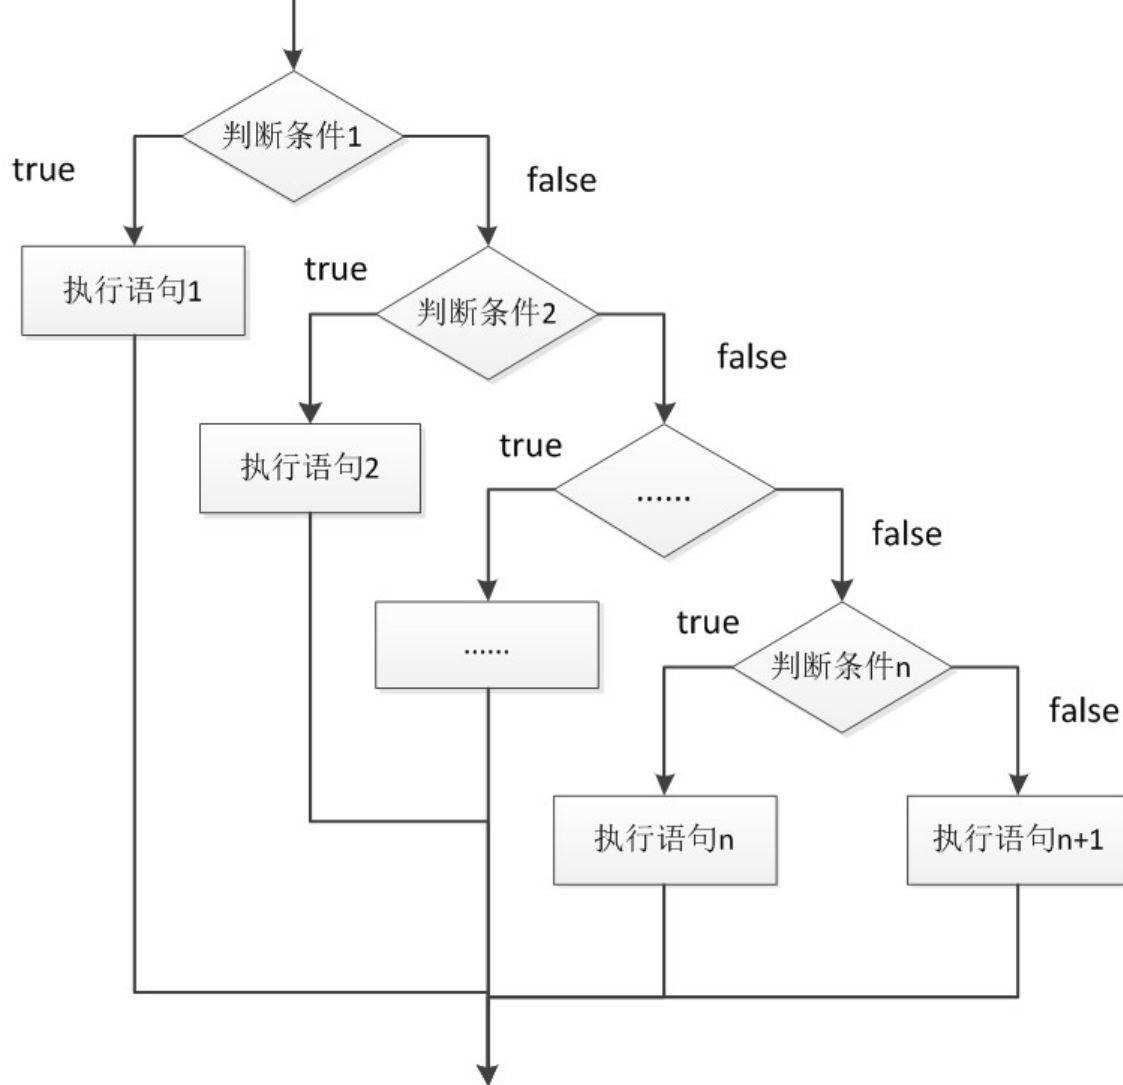 判断条件1
true
false
执行语句1
true
判断条件2
false
执行语句2
true
......
false
......
true
判断条件n
false
执行语句n
执行语句n+1